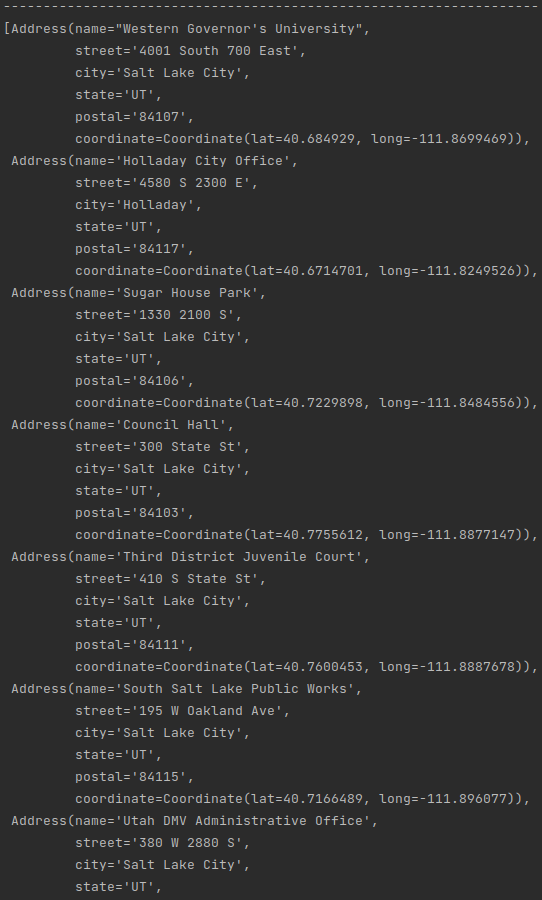 --------------------------------------------------------------------
[Address(name="Western Governor's University",
         street='4001 South 700 East',
         city='Salt Lake City',
         state='UT',
         postal='84107',
         coordinate=Coordinate(lat=40.684929, long=-111.8699469)),
 Address(name='Holladay City Office',
         street='4580 S 2300 E',
         city='Holladay',
         state='UT',
         postal='84117',
         coordinate=Coordinate(lat=40.6714701, long=-111.8249526)),
 Address(name='Sugar House Park',
         street='1330 2100 S',
         city='Salt Lake City',
         state='UT',
         postal='84106',
         coordinate=Coordinate(lat=40.7229898, long=-111.8484556)),
 Address(name='Council Hall',
         street='300 State St',
         city='Salt Lake City',
         state='UT',
         postal='84103',
         coordinate=Coordinate(lat=40.7755612, long=-111.8877147)),
 Address(name='Third District Juvenile Court',
         street='410 S State St',
         city='Salt Lake City',
         state='UT',
         postal='84111',
         coordinate=Coordinate(lat=40.7600453, long=-111.8887678)),
 Address(name='South Salt Lake Public Works',
         street='195 W Oakland Ave',
         city='Salt Lake City',
         state='UT',
         postal='84115',
         coordinate=Coordinate(lat=40.7166489, long=-111.896077)),
 Address(name='Utah DMV Administrative Office',
         street='380 W 2880 S',
         city='Salt Lake City',
         state='UT',